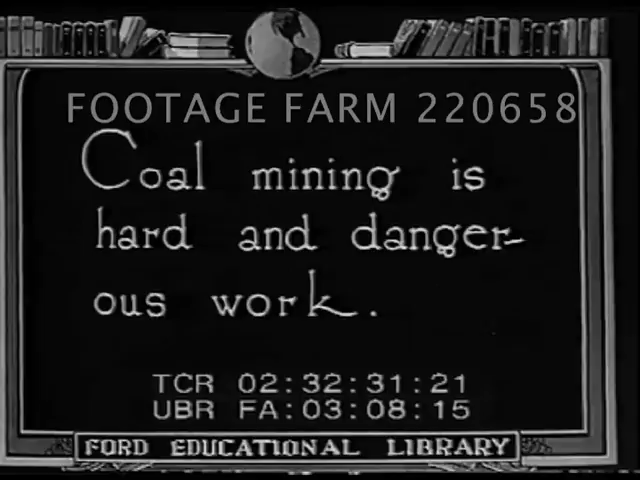 FOOTAGE FARM 220658
Coal mining is
hard and danger-
ous work.
TCR 02:32:31:21
UBR FA:03:08:15
FORD EDUCATIONAL LIBRARY